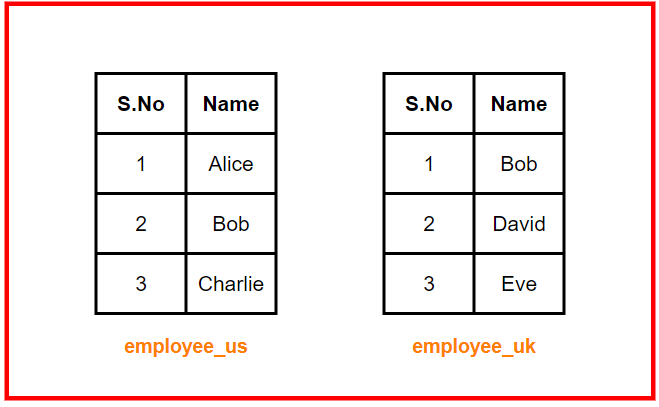 S.No Name S.No Name
1 Alice 1 Bob
2 Bob 2 David
3 Charlie 3 Eve
employee_us employee_uk